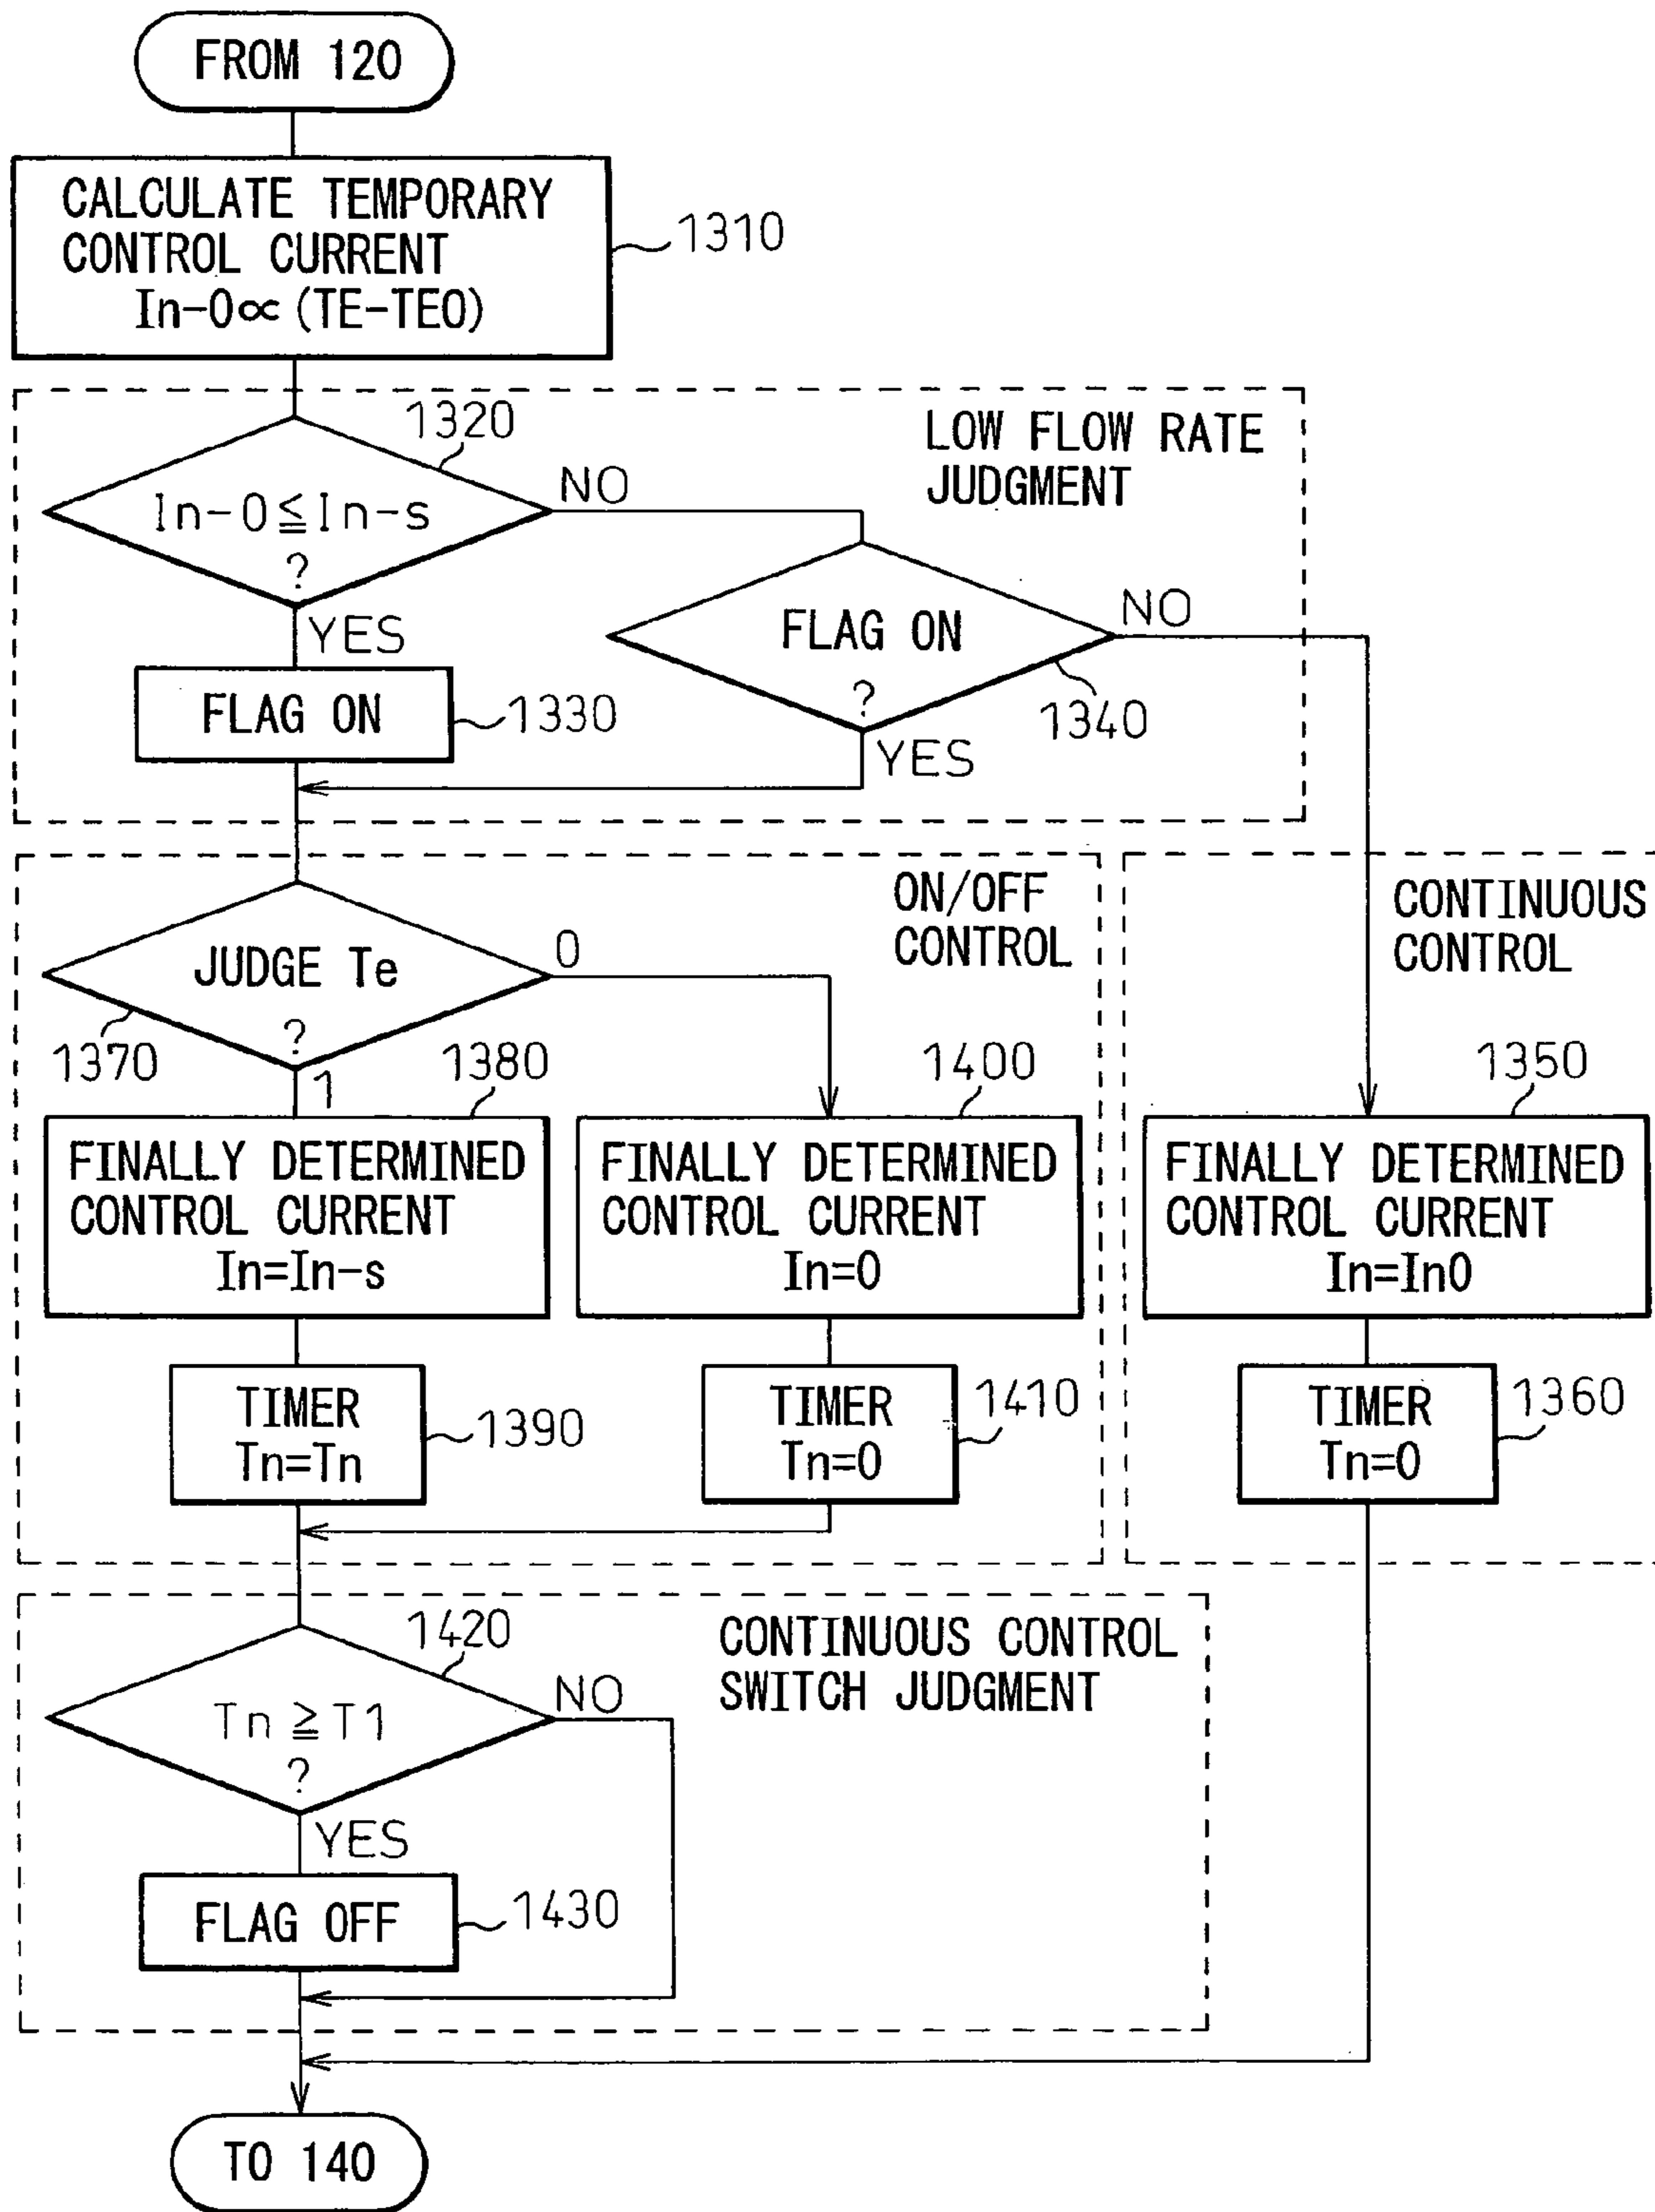 FROM 120
CALCULATE TEMPORARY
CONTROL CURRENT
In-0∝(TE-TEO)
1310
LOW FLOW RATE
JUDGMENT
1320
In-0≦In-s
?
NO
YES
FLAG ON
?
NO
1340
YES
FLAG ON
1330
ON/OFF
CONTROL
CONTINUOUS
CONTROL
JUDGE Te
?
0
1370
1
1380
FINALLY DETERMINED
CONTROL CURRENT
In=In-s
1400
FINALLY DETERMINED
CONTROL CURRENT
In=0
1350
FINALLY DETERMINED
CONTROL CURRENT
In=In0
TIMER
Tn=Tn
1390
TIMER
Tn=0
1410
TIMER
Tn=0
1360
CONTINUOUS CONTROL
SWITCH JUDGMENT
1420
Tn≧T1
?
NO
YES
FLAG OFF
1430
TO 140